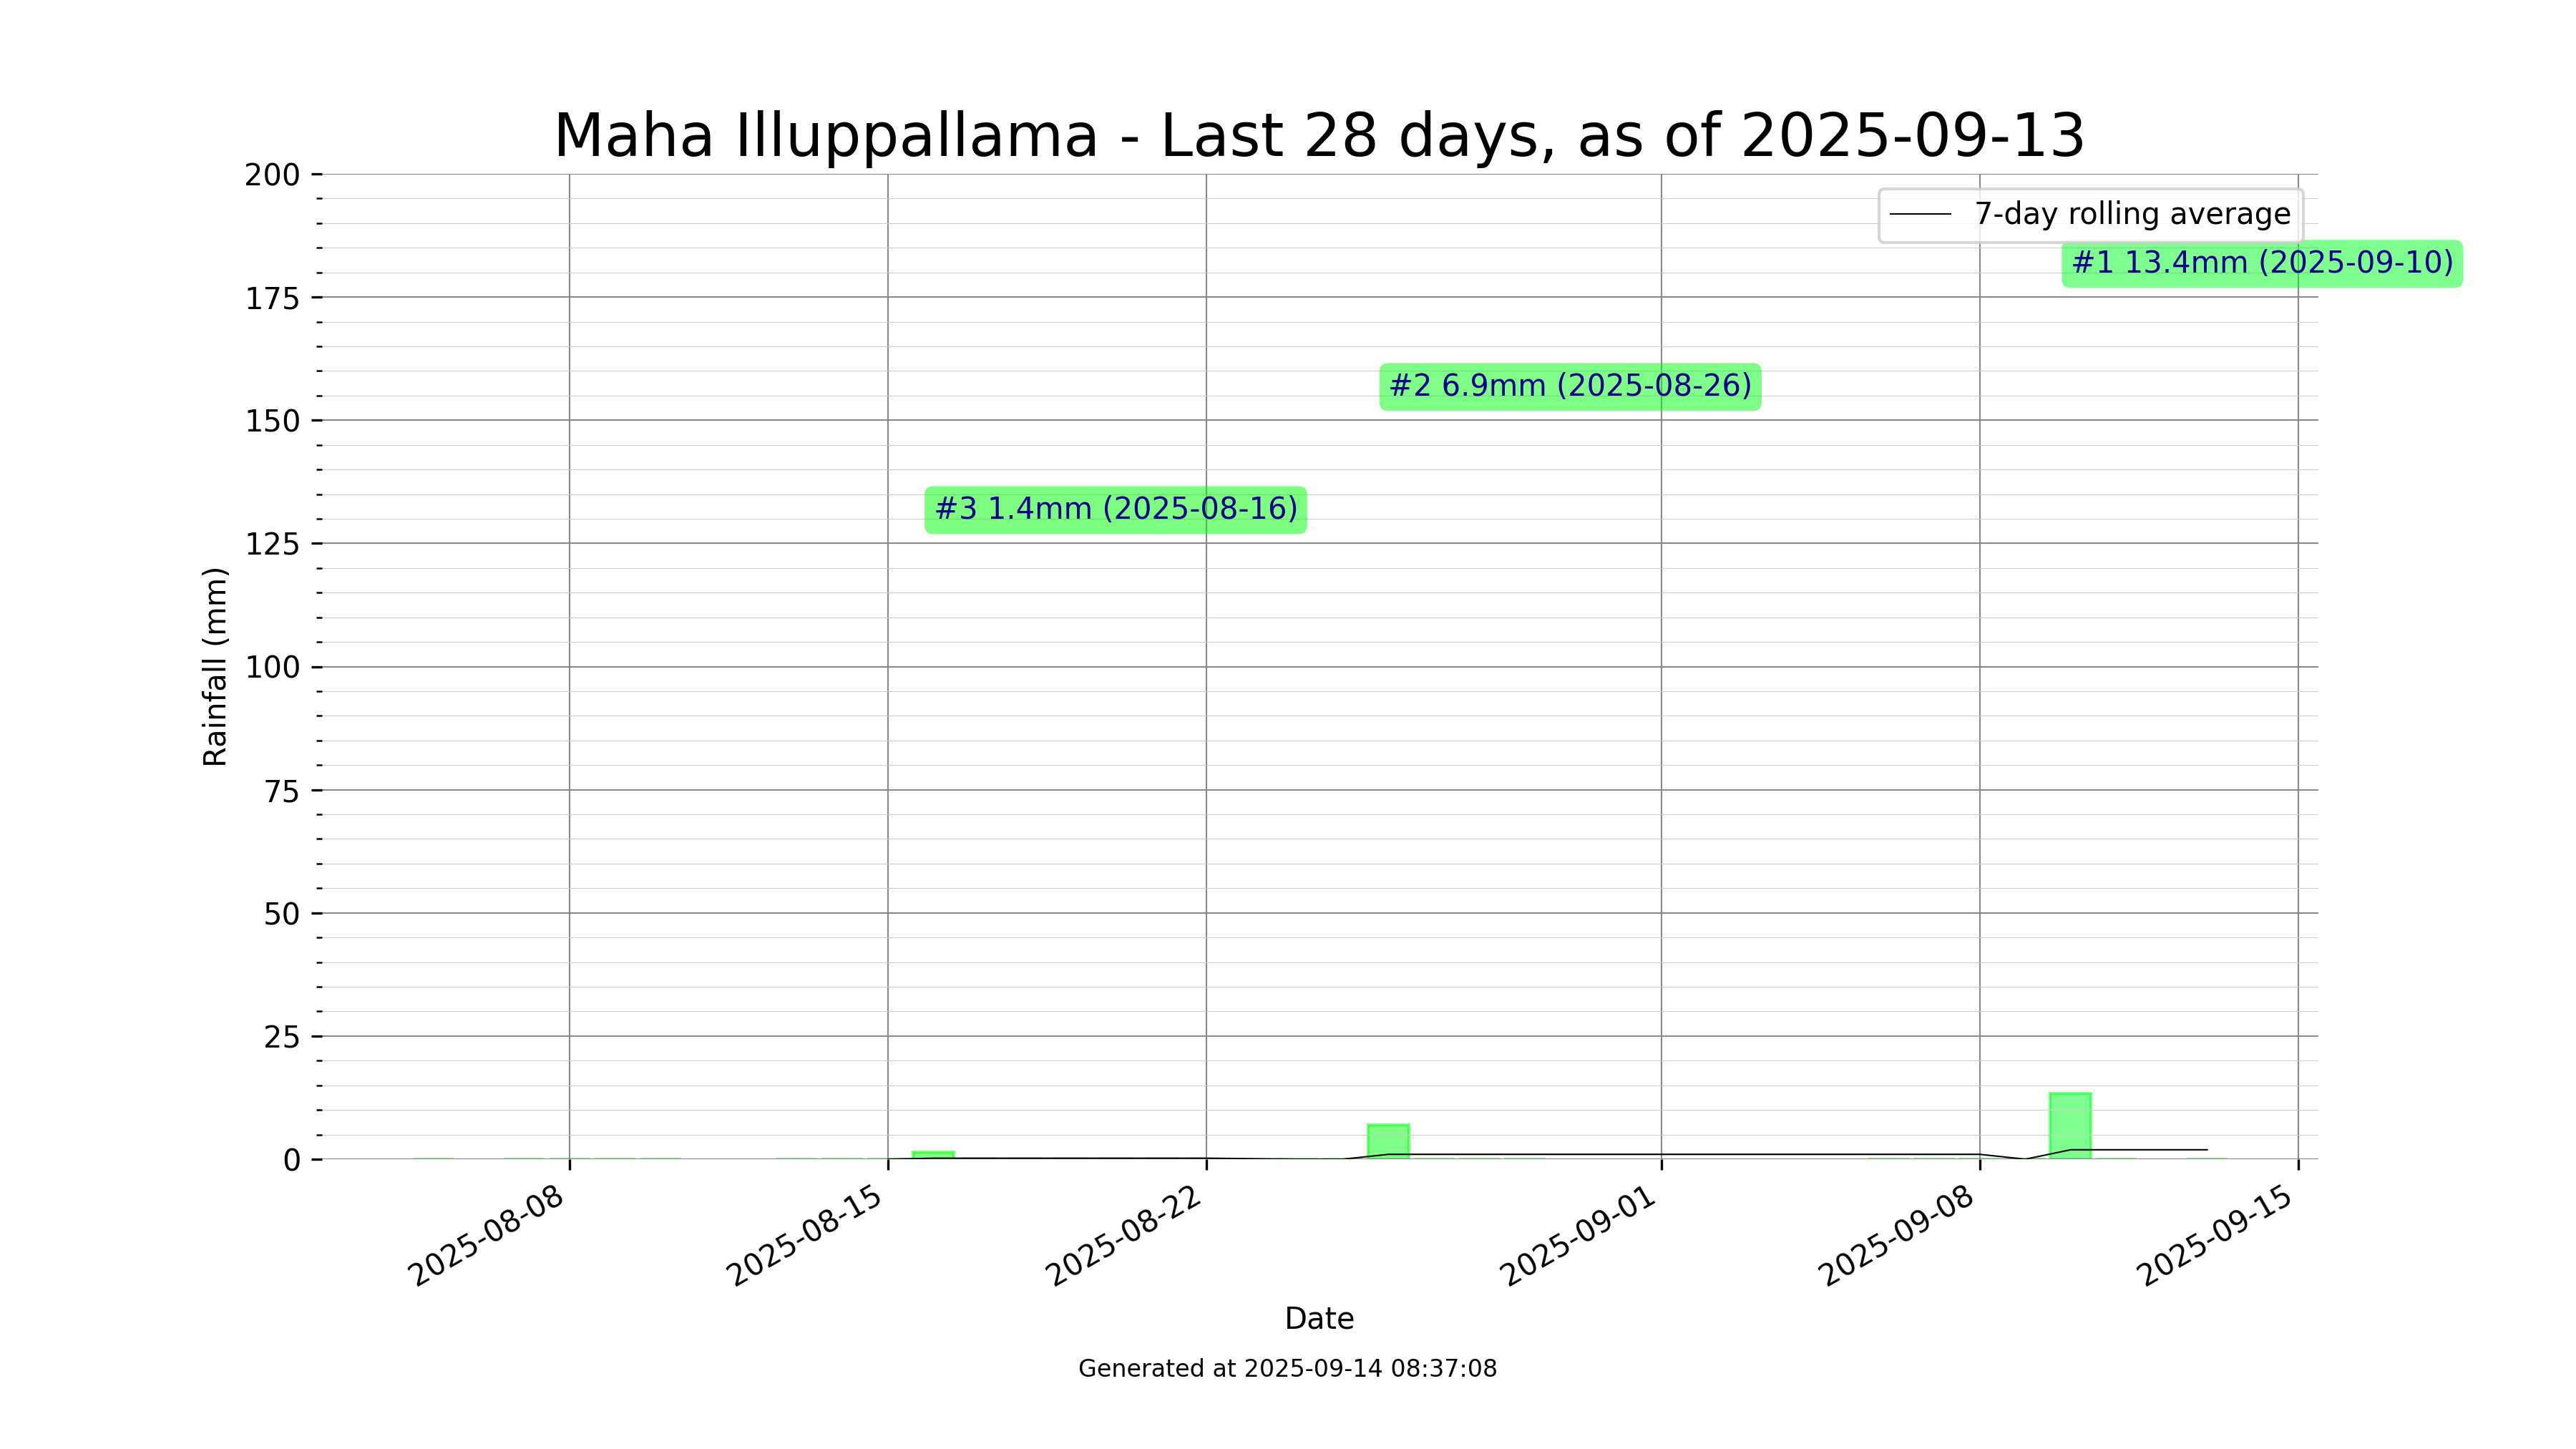 Maha Illuppallama - Last 28 days, as of 2025-09-13
200
175
150
125
100
75
50
25
0
Rainfall (mm)
7-day rolling average
#1 13.4mm (2025-09-10)
#2 6.9mm (2025-08-26)
#3 1.4mm (2025-08-16)
2025-08-08
2025-08-15
2025-08-22
2025-09-01
2025-09-08
2025-09-15
Date
Generated at 2025-09-14 08:37:08